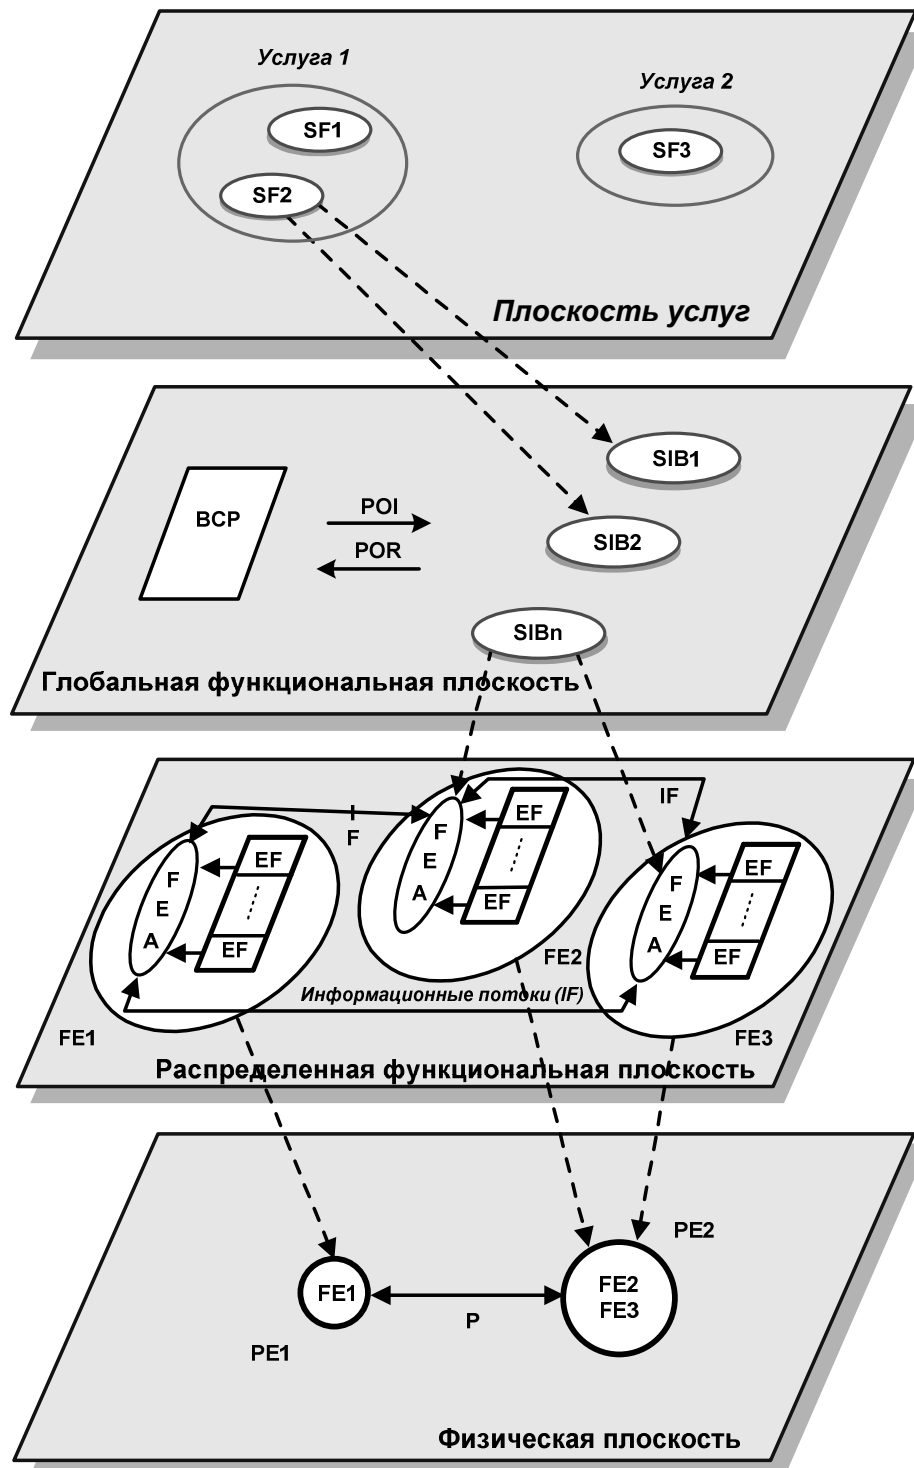 Услуга 1
Услуга 2
SF1
SF3
SF2
Плоскость услуг
SIB1
POI
BCP
SIB2
POR
SIBn
Глобальная функциональная плоскость
IF
I
F
F
E
A
EF
EF
F
E
A
EF
EF
F
E
A
EF
EF
FE2
Информационные потоки (IF)
FE1
FE3
Распределенная функциональная плоскость
PE2
FE1
FE2
FE3
P
PE1
Физическая плоскость